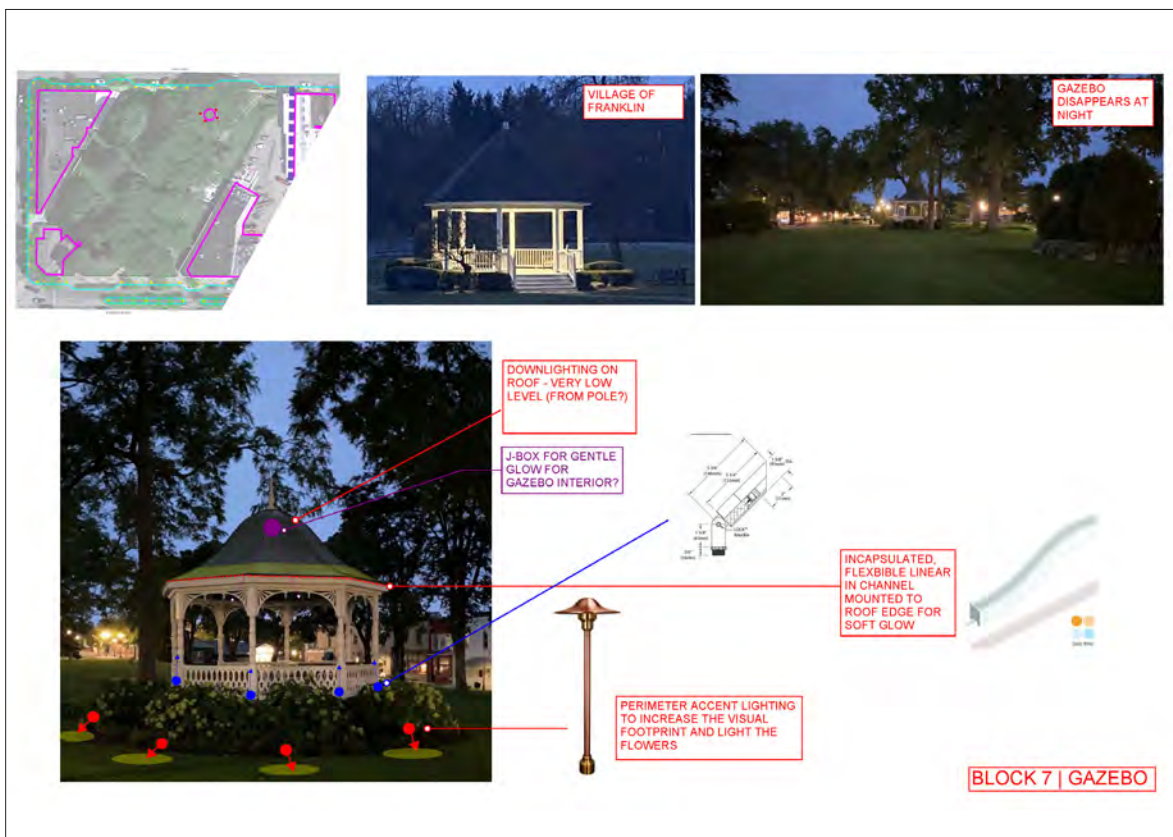 VILLAGE OF
FRANKLIN
GAZEBO
DISAPPEARS AT
NIGHT
DOWNLIGHTING ON
ROOF - VERY LOW
LEVEL (FROM POLE?)
J-BOX FOR GENTLE
GLOW FOR
GAZEBO INTERIOR?
INCAPSULATED,
FLEXBIBLE LINEAR
IN CHANNEL
MOUNTED TO
ROOF EDGE FOR
SOFT GLOW
PERIMETER ACCENT LIGHTING
TO INCREASE THE VISUAL
FOOTPRINT AND LIGHT THE
FLOWERS
BLOCK 7 | GAZEBO